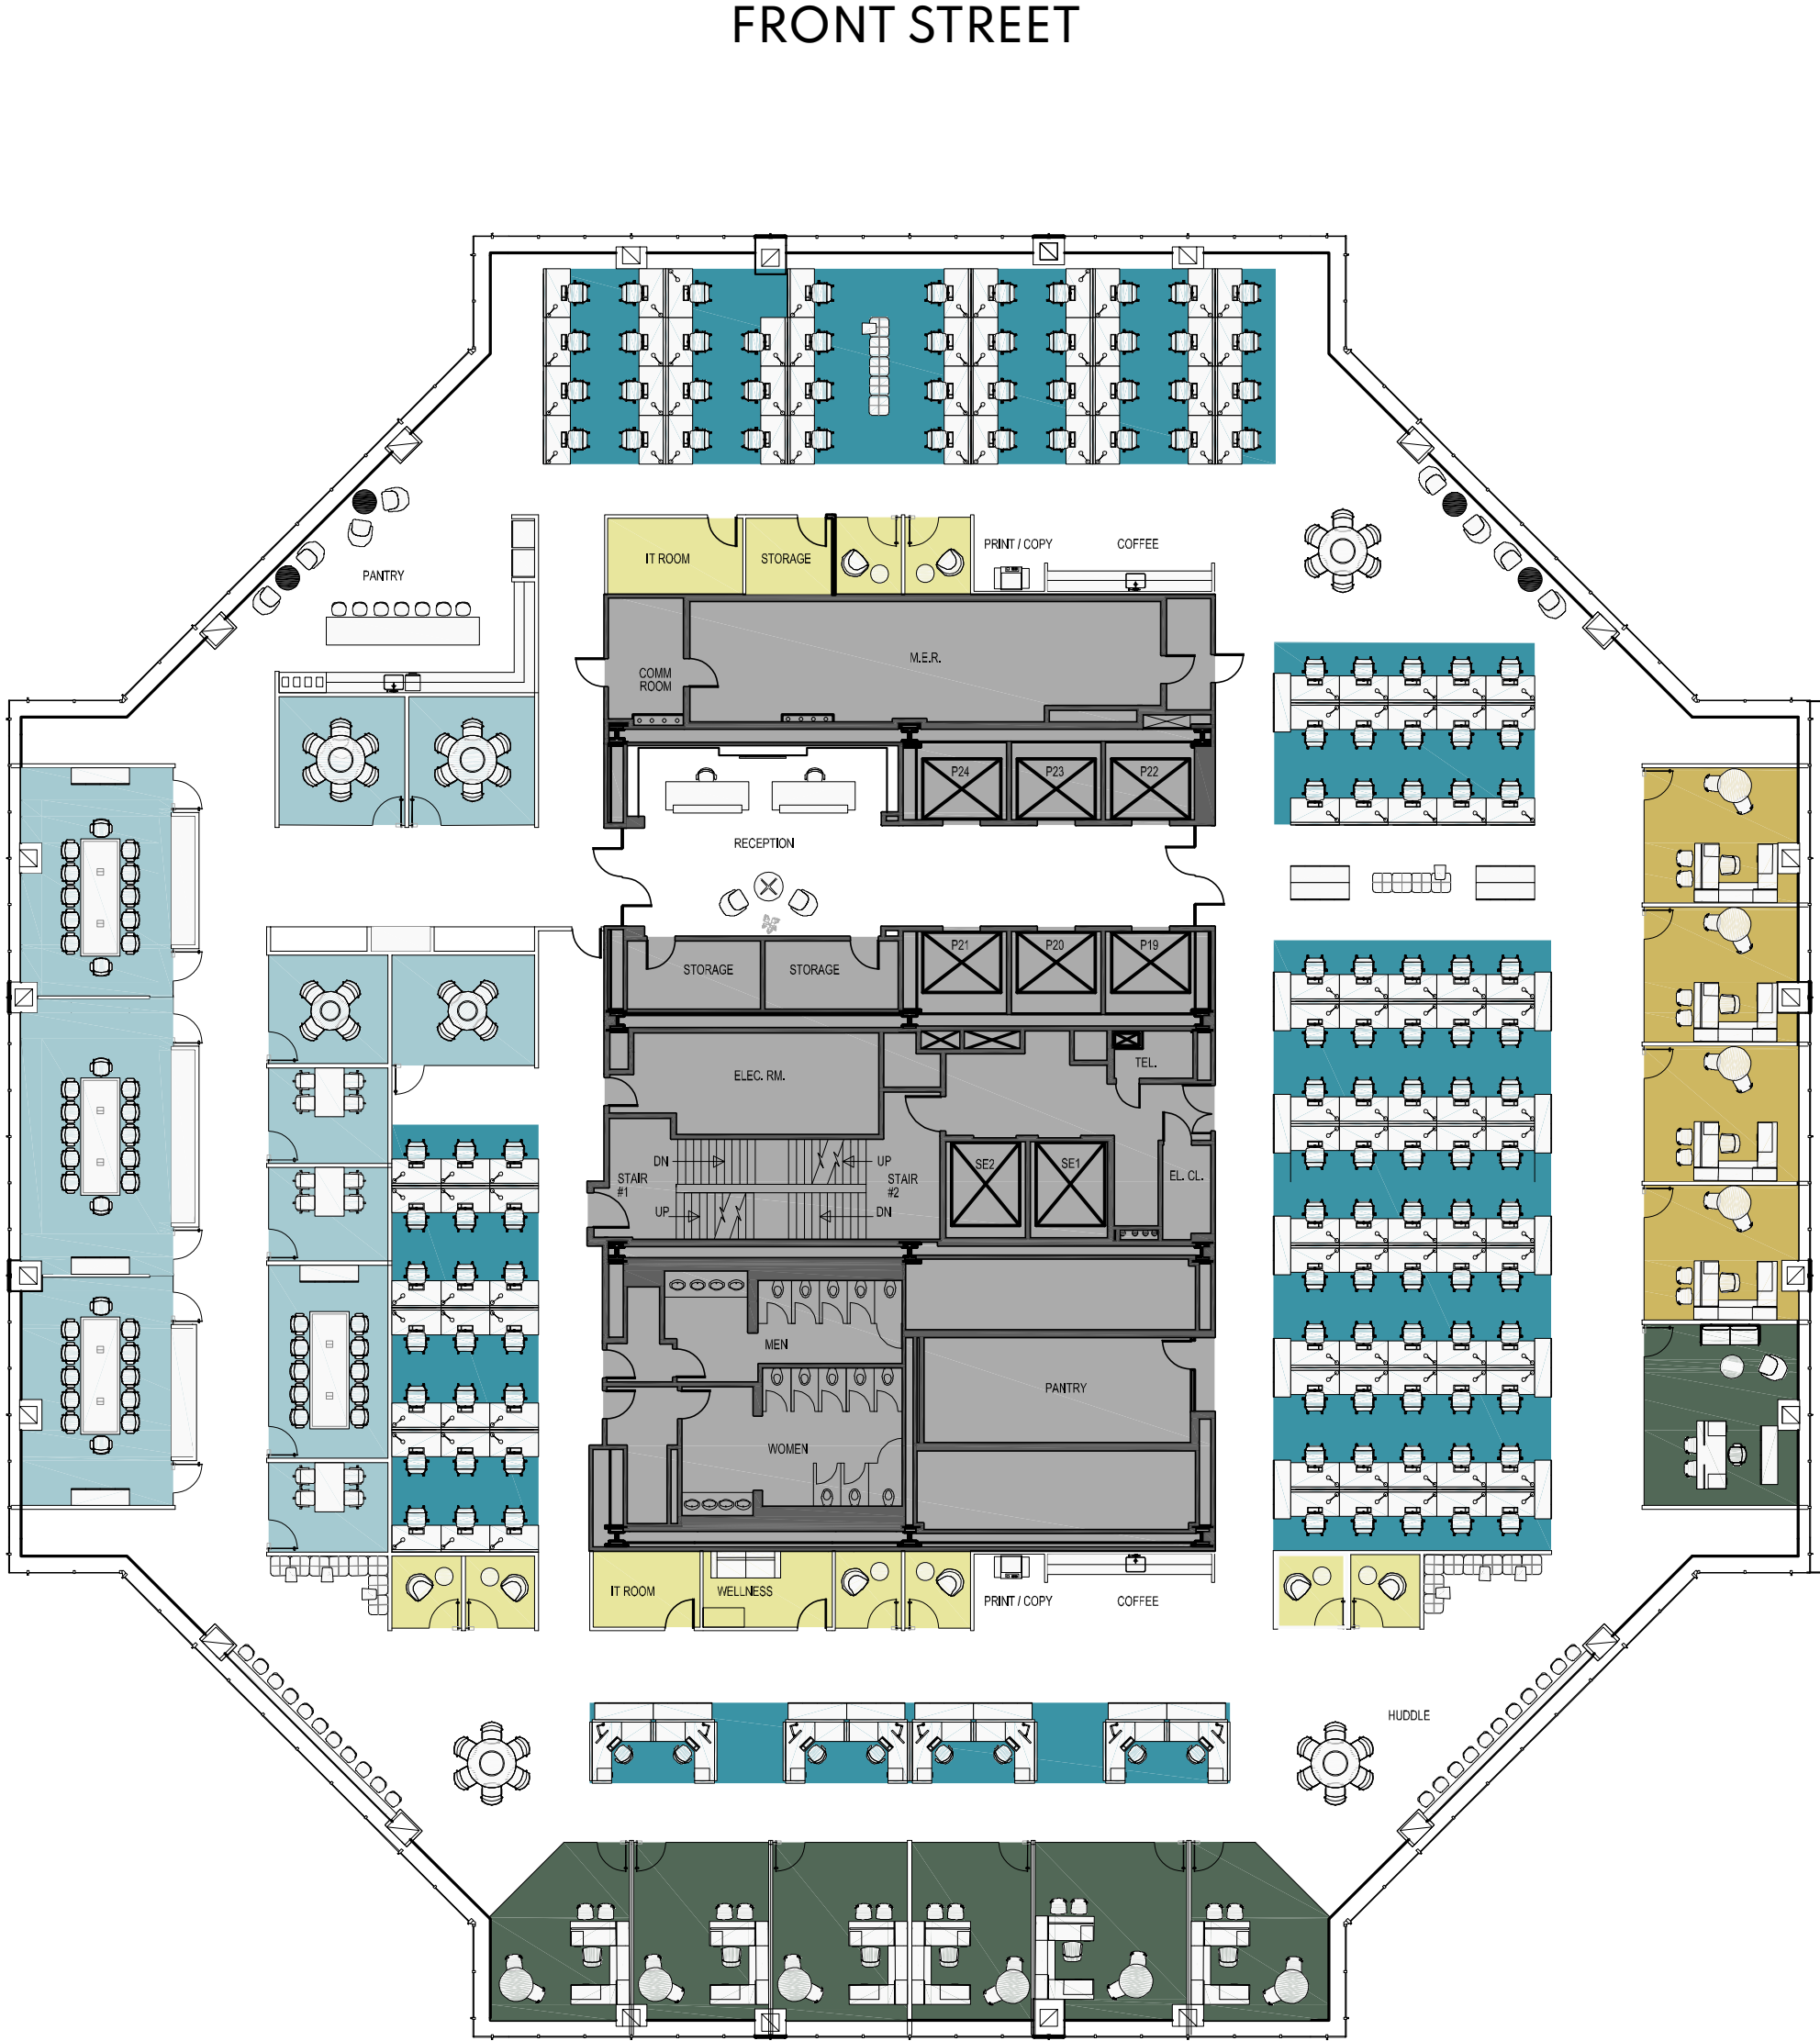 FRONT STREET
IT ROOM
STORAGE
PRINT / COPY
COFFEE
PANTRY
COMM
ROOM
M.E.R.
P24
P23
P22
RECEPTION
STORAGE
STORAGE
P21
P20
P19
ELEC. RM.
TEL.
DN
UP
STAIR
#1
STAIR
#2
UP
DN
SE2
SE1
EL. CL.
MEN
PANTRY
WOMEN
IT ROOM
WELLNESS
PRINT / COPY
COFFEE
HUDDLE